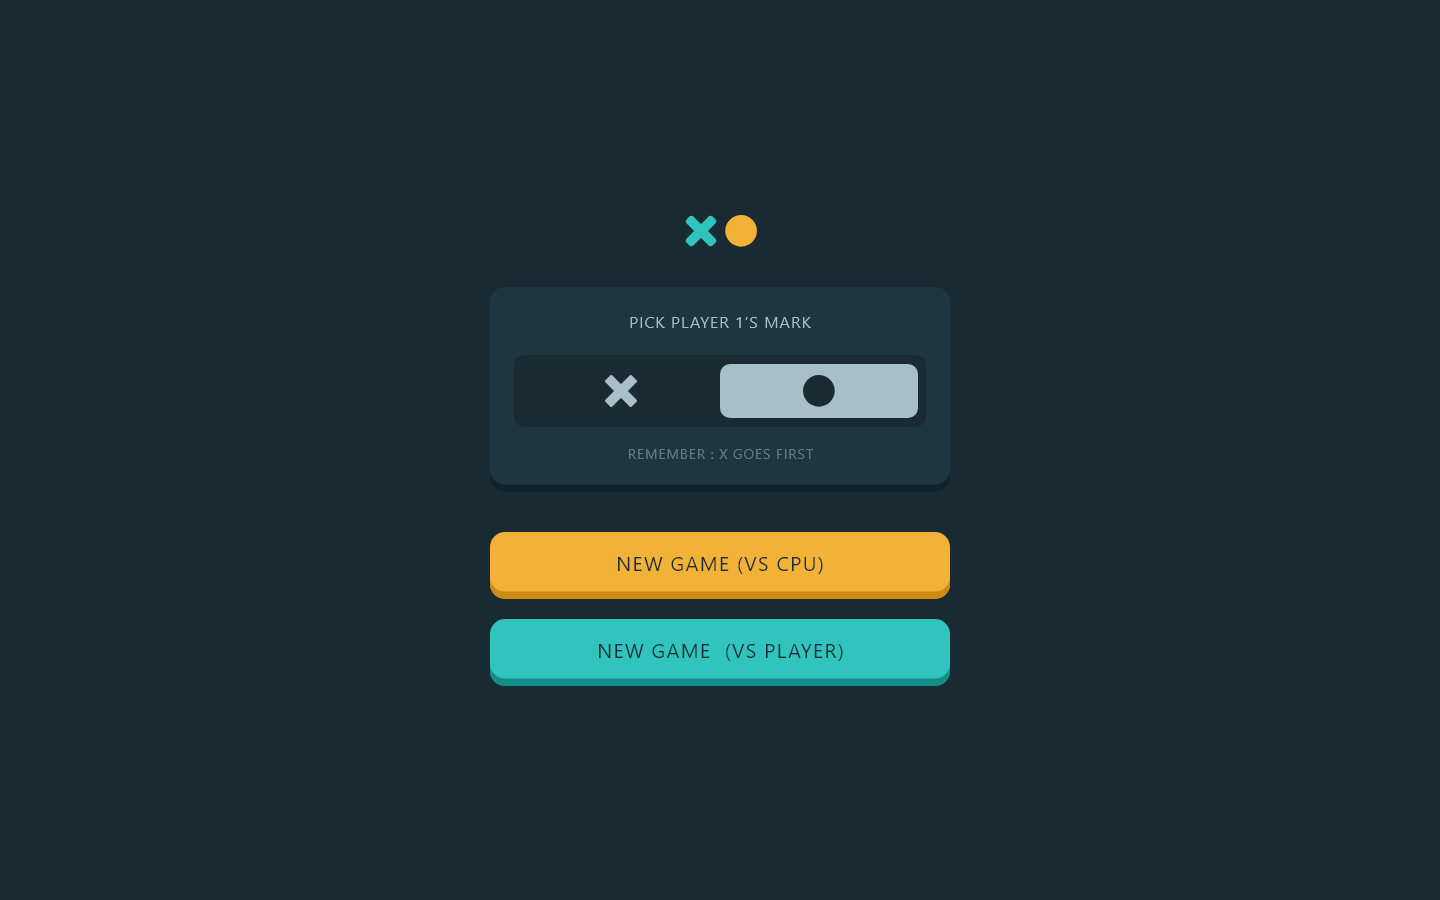 PICK PLAYER 1'S MARK
REMEMBER : X GOES FIRST
NEW GAME (VS CPU)
NEW GAME (VS PLAYER)